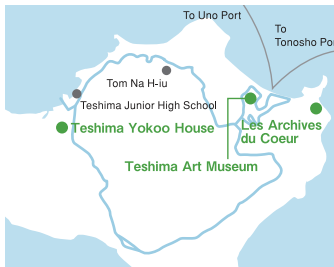 To Uno Port
To
Tonosho Po
Tom Na H-iu
Teshima Junior High School
Teshima Yokoo House
Les Archives
du Coeur
Teshima Art Museum